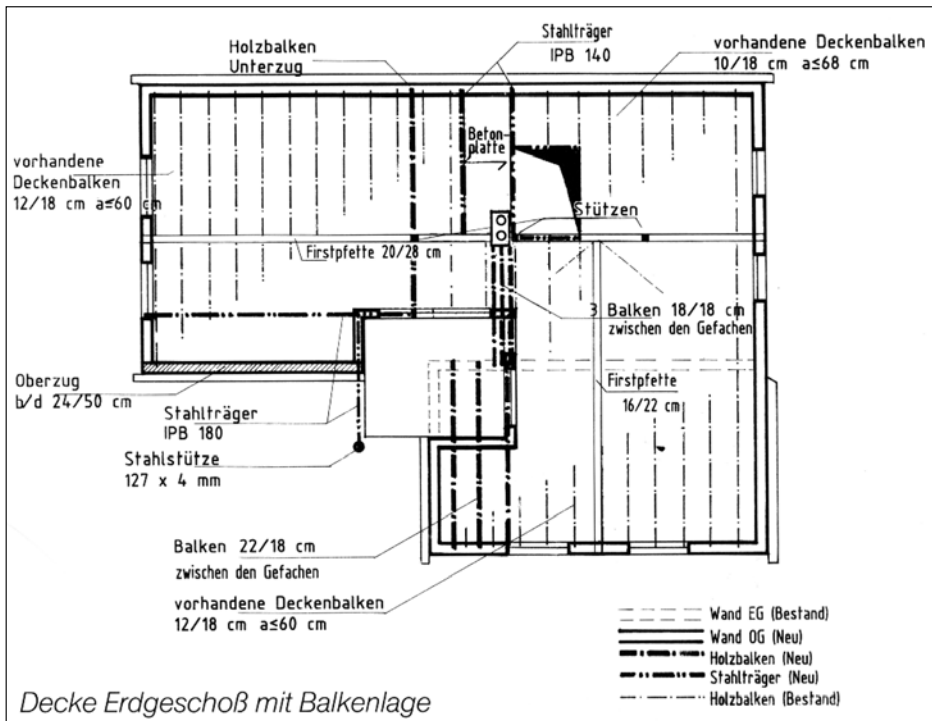 Holzbalken
Unterzug
Stahlträger
IPB 140
vorhandene Deckenbalken
10/18 cm a≤68 cm
Beton-
platte
vorhandene
Deckenbalken
12/18 cm a≤60 cm
Stützen
Firstpfette 20/28 cm
3 Balken 18/18 cm
zwischen den Gefachen
Oberzug
b/d 24/50 cm
Firstpfette
16/22 cm
Stahlträger
IPB 180
Stahlstütze
127 x 4 mm
Balken 22/18 cm
zwischen den Gefachen
vorhandene Deckenbalken
12/18 cm a≤60 cm
Wand EG (Bestand)
Wand OG (Neu)
Holzbalken (Neu)
Stahlträger (Neu)
Holzbalken (Bestand)
Decke Erdgeschoß mit Balkenlage